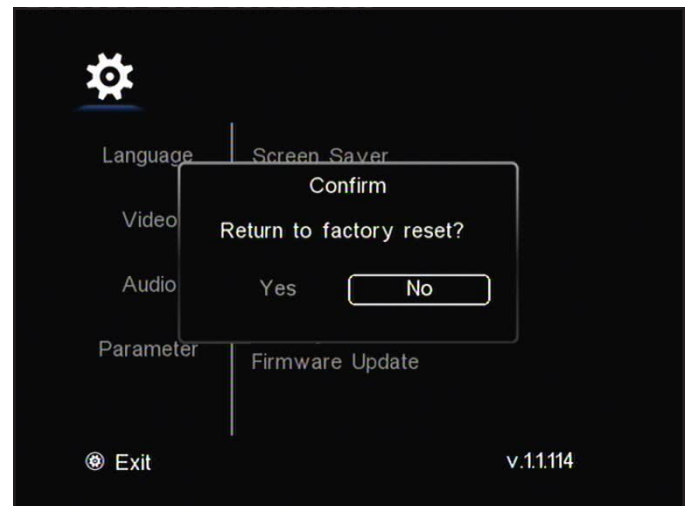 Language
Screen Saver
Confirm
Video
Return to factory reset?
Audio
Yes
No
Parameter
Firmware Update
Exit
v.1.1.114